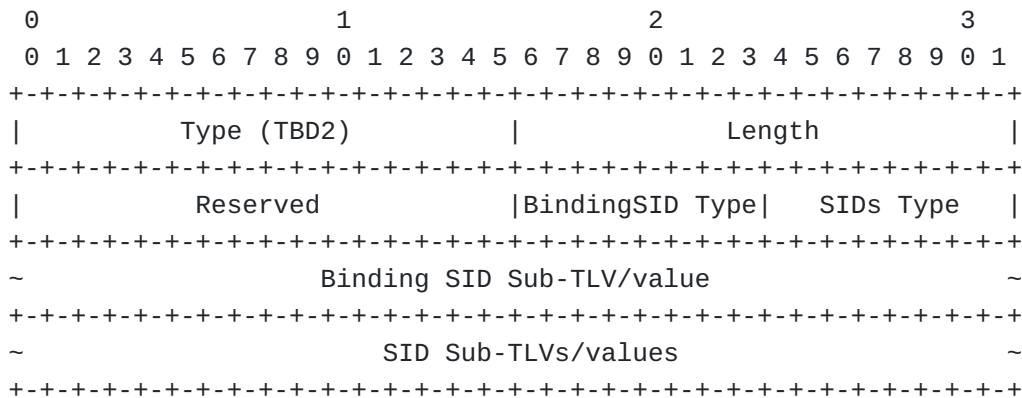 0                   1                   2                   3
 0 1 2 3 4 5 6 7 8 9 0 1 2 3 4 5 6 7 8 9 0 1 2 3 4 5 6 7 8 9 0 1
+-+-+-+-+-+-+-+-+-+-+-+-+-+-+-+-+-+-+-+-+-+-+-+-+-+-+-+-+-+-+-+-+
|          Type (TBD2)          |             Length            |
+-+-+-+-+-+-+-+-+-+-+-+-+-+-+-+-+-+-+-+-+-+-+-+-+-+-+-+-+-+-+-+-+
|           Reserved            |BindingSID Type|   SIDs Type   |
+-+-+-+-+-+-+-+-+-+-+-+-+-+-+-+-+-+-+-+-+-+-+-+-+-+-+-+-+-+-+-+-+
~                   Binding SID Sub-TLV/value                   ~
+-+-+-+-+-+-+-+-+-+-+-+-+-+-+-+-+-+-+-+-+-+-+-+-+-+-+-+-+-+-+-+-+
~                       SID Sub-TLVs/values                     ~
+-+-+-+-+-+-+-+-+-+-+-+-+-+-+-+-+-+-+-+-+-+-+-+-+-+-+-+-+-+-+-+-+